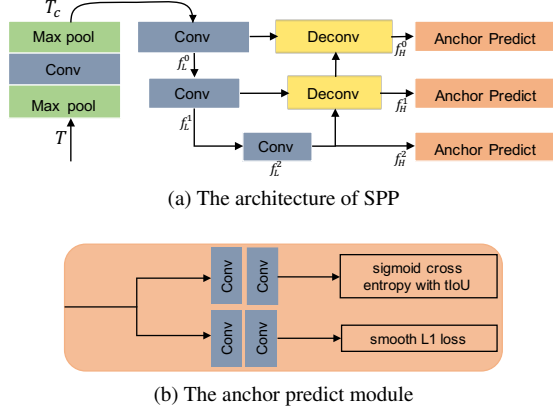 T_c
Max pool
Conv
Max pool
T
Conv
Deconv
Anchor Predict
f_L^0
f_H^0
Conv
Deconv
Anchor Predict
f_L^1
f_H^1
Conv
Anchor Predict
f_L^2
f_H^2
(a) The architecture of SPP
Conv
Conv
sigmoid cross
entropy with tIoU
Conv
Conv
smooth L1 loss
(b) The anchor predict module